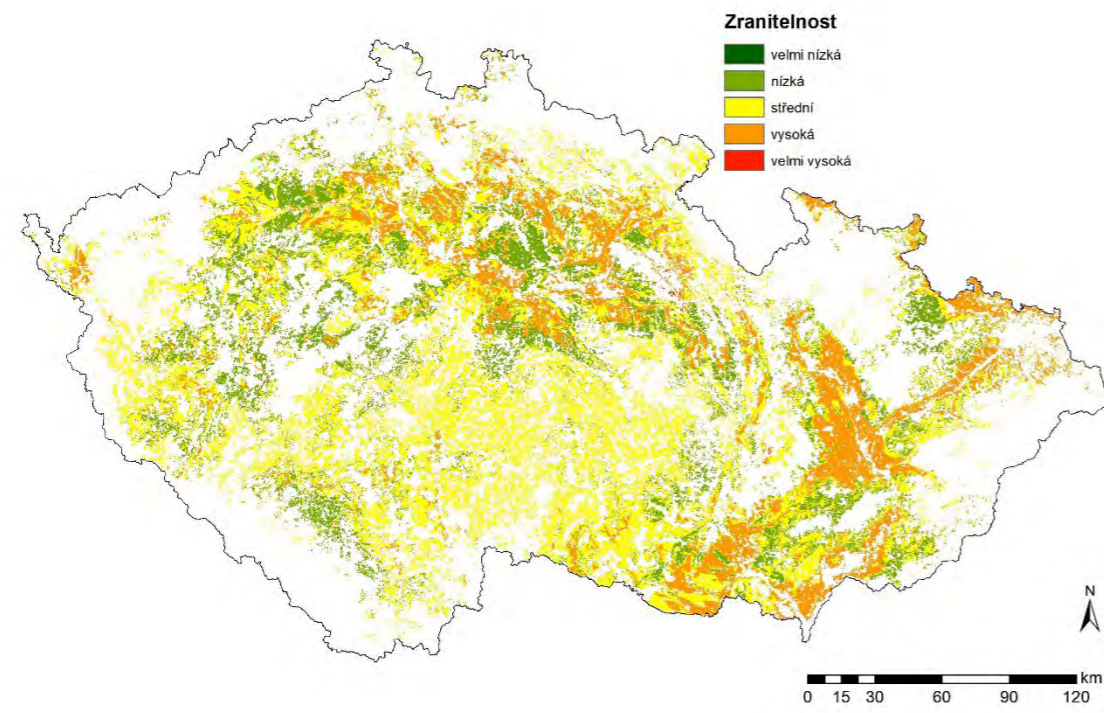 Zranitelnost
velmi nízká
nízká
střední
vysoká
velmi vysoká
N
km
0 15 30 60 90 120